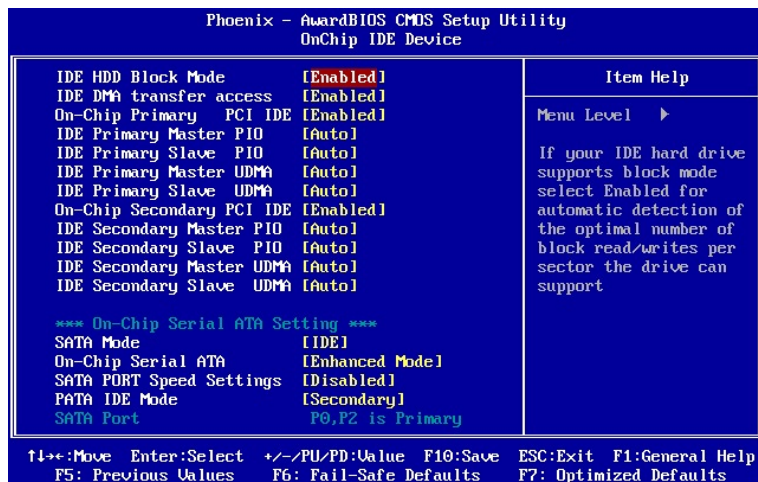 Phoenix - AwardBIOS CMOS Setup Utility
OnChip IDE Device
IDE HDD Block Mode [Enabled]
IDE DMA transfer access [Enabled]
On-Chip Primary PCI IDE [Enabled]
IDE Primary Master PIO [Auto]
IDE Primary Slave PIO [Auto]
IDE Primary Master UDMA [Auto]
IDE Primary Slave UDMA [Auto]
On-Chip Secondary PCI IDE [Enabled]
IDE Secondary Master PIO [Auto]
IDE Secondary Slave PIO [Auto]
IDE Secondary Master UDMA [Auto]
IDE Secondary Slave UDMA [Auto]
*** On-Chip Serial ATA Setting ***
SATA Mode [IDE]
On-Chip Serial ATA [Enhanced Mode]
SATA PORT Speed Settings [Disabled]
PATA IDE Mode [Secondary]
SATA Port P0,P2 is Primary
Item Help
Menu Level ▶
If your IDE hard drive
supports block mode
select Enabled for
automatic detection of
the optimal number of
block read/writes per
sector the drive can
support
↑↓→←:Move Enter:Select +/-/PU/PD:Value F10:Save ESC:Exit F1:General Help
F5: Previous Values F6: Fail-Safe Defaults F7: Optimized Defaults